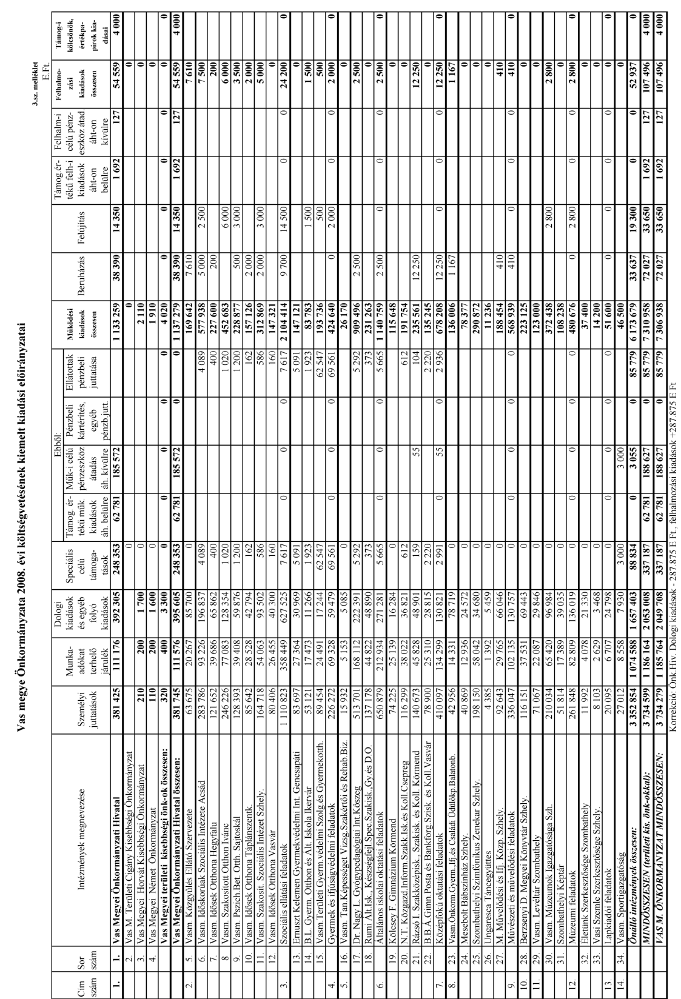 Vas megye Önkormányzata 2008. évi költségvetésének kiemelt kiadási előirányzatai
3.sz. melléklet
E.Ft.
Cím szám | Sor szám | Intézmények megnevezése | Személyi juttatások | Munka-adókat terhelő járulék | Dologi kiadások és egyéb folyó kiadások | Speciális célú támoga-tások | Ebből: Támog. ér-tékű műk. kiadások áh. belülre | Műk-i célú pénzeszköz átadás áh. kívülre | Pénzbeli kártérítés, egyéb pénzb.jutt. | Ellátottak pénzbeli juttatása | Működési kiadások összesen | Beruházás | Felújítás | Támog.ér-tékű felh-i kiadások áht-on belülre | Felhalm-i célú pénz-eszköz átad. áht-on kívülre | Felhalmo-zási kiadások összesen | Támog-i kölcsönök, értékpa-pírok kia-dásai
1. 1. Vas Megyei Önkormányzati Hivatal 381 425 111 176 392 305 248 353 62 781 185 572 1 133 259 38 390 14 350 1 692 127 54 559 4 000
2. Vas M. Területi Cigány Kisebbségi Önkormányzat 0 0 0
3. Vas Megyei Horvát Kisebbségi Önkormányzat 210 200 1 700 0 2 110 0
4. Vas Megyei Német Önkormányzat 110 200 1 600 0 1 910 0
Vas Megyei területi kisebbségi önk-ok összesen: 320 400 3 300 0 0 0 0 0 4 020 0 0 0 0 0 0
Vas Megyei Önkormányzati Hivatal összesen: 381 745 111 576 395 605 248 353 62 781 185 572 0 0 1 137 279 38 390 14 350 1 692 127 54 559 4 000
2. 5. Vasm. Közgyűlés Ellátó Szervezete 63 675 20 267 85 700 0 169 642 7 610 7 610
6. Vasm. Időskorúak Szociális Intézete Acsád 283 786 93 226 196 837 4 089 4 089 577 938 5 000 2 500 7 500
7. Vasm. Idősek Otthona Hegyfalu 121 652 39 686 65 862 400 400 227 600 200 200
8 Vasm. Szakosított Otthon Ivánc 246 226 77 083 128 354 1 020 1 020 452 683 6 000 6 000
9. Vasm. Pszich.Bet. Otth. Sajtoskál 128 393 39 408 59 876 1 200 1 200 228 877 500 3 000 3 500
10. Vasm. Idősek Otthona Táplánszentk. 85 642 28 528 42 794 162 162 157 126 2 000 2 000
11. Vasm. Szakosít. Szociális Intézet Szhely. 164 718 54 063 93 502 586 586 312 869 2 000 3 000 5 000
12. Vasm. Idősek Otthona Vasvár 80 406 26 455 40 300 160 160 147 321 0
3. Szociális ellátási feladatok 1 110 823 358 449 627 525 7 617 0 0 0 7 617 2 104 414 9 700 14 500 0 0 24 200 0
13. Ernuszt Kelemen Gyermekvédelmi Int. Gencsapáti 83 697 27 364 30 969 5 091 5 091 147 121 0
14. B.L. Gyerm. Otthon és Ált. Iskola Ikervár 53 121 17 473 11 266 1 923 1 923 83 783 1 500 1 500
15. Vasm.Területi Gyerm.védelmi Szolg.és Gyermekotth. 89 454 24 491 17 244 62 547 62 547 193 736 500 500
4. Gyermek és ifjúságvédelmi feladatok 226 272 69 328 59 479 69 561 0 0 0 69 561 424 640 0 2 000 0 0 2 000 0
5. 16. Vasm. Tan.Képességet Vizsg.Szakértői és Rehab.Biz. 15 932 5 153 5 085 0 26 170 0
17. Dr. Nagy L. Gyógypedagógiai Int.Kőszeg 513 701 168 112 222 391 5 292 5 292 909 496 2 500 2 500
18. Rumi Ált.Isk., Készségfejl.Spec.Szakisk.,Gy.és D.O. 137 178 44 822 48 890 373 373 231 263 0
6. Általános iskolai oktatási feladatok 650 879 212 934 271 281 5 665 0 0 0 5 665 1 140 759 2 500 0 0 0 2 500 0
19. Kölcsey F. Gimnázium Körmend 74 225 25 139 16 284 0 115 648 0
20. N.T. Közgazd.Inform.Szakk.Isk.és Koll.Csepreg 116 299 38 022 36 821 612 612 191 754 0
21. Rázsó I. Szakközépisk., Szakisk. és Koll. Körmend 140 673 45 828 48 901 159 55 104 235 561 12 250 12 250
22. B.B.A.Gimn.Posta és Bankforg.Szisk. és Koll.Vasvár 78 900 25 310 28 815 2 220 2 220 135 245 0
7. Középfokú oktatási feladatok 410 097 134 299 130 821 2 991 0 55 0 2 936 678 208 12 250 0 0 0 12 250 0
8. 23. Vasm.Önkorm.Gyerm.,Ifj.és Családi Üdülőkp.Balatonb. 42 956 14 331 78 719 0 136 006 1 167 1 167
24. Mesebolt Bábszínház Szhely. 40 869 12 936 24 572 0 78 377 0
25. Szombathelyi Szimfónikus Zenekar Szhely. 198 150 58 042 34 680 0 290 872 0
26. Ungaresca Táncegyüttes 4 385 1 392 5 459 0 11 236 0
27. M. Művelődési és Ifj. Közp. Szhely. 92 643 29 765 66 046 0 188 454 410 410
9. Művészeti és művelődési feladatok 336 047 102 135 130 757 0 0 0 0 0 568 939 410 0 0 0 410 0
10. 28. Berzsenyi D. Megyei Könyvtár Szhely. 116 151 37 531 69 443 0 223 125 0
11. 29. Vasm. Levéltár Szombathely 71 067 22 087 29 846 0 123 000 0
30. Vasm. Múzeumok Igazgatósága Szh. 210 034 65 420 96 984 0 372 438 2 800 2 800
31. Szombathelyi Képtár 51 814 17 389 39 035 0 108 238 0
12. Múzeumi feladatok 261 848 82 809 136 019 0 0 0 0 0 480 676 0 2 800 0 0 2 800 0
32. Életünk Szerkesztősége Szombathely 11 992 4 078 21 330 0 37 400 0
33. Vasi Szemle Szerkesztősége Szhely. 8 103 2 629 3 468 0 14 200 0
13. Lapkiadói feladatok 20 095 6 707 24 798 0 0 0 0 0 51 600 0 0 0 0 0 0
14. 34. Vasm. Sportigazgatóság 27 012 8 558 7 930 3 000 3 000 46 500 0
Önálló intézmények összesen: 3 352 854 1 074 588 1 657 403 88 834 0 3 055 0 85 779 6 173 679 33 637 19 300 0 0 52 937 0
MINDÖSSZESEN (területi kis. önk-okkal): 3 734 599 1 186 164 2 053 008 337 187 62 781 188 627 0 85 779 7 310 958 72 027 33 650 1 692 127 107 496 4 000
VAS M. ÖNKORMÁNYZAT MINDÖSSZESEN: 3 734 279 1 185 764 2 049 708 337 187 62 781 188 627 0 85 779 7 306 938 72 027 33 650 1 692 127 107 496 4 000
Korrekció: Önk.Hiv. Dologi kiadások - 287.875 E Ft., felhalmozási kiadások +287.875 E Ft